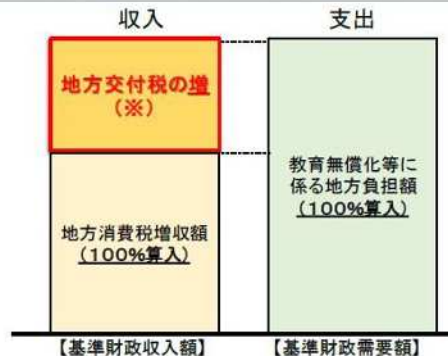 収入
支出
地方交付税の増
(※)
地方消費税増収額
(100%算入)
教育無償化等に
係る地方負担額
(100%算入)
【基準財政収入額】
【基準財政需要額】